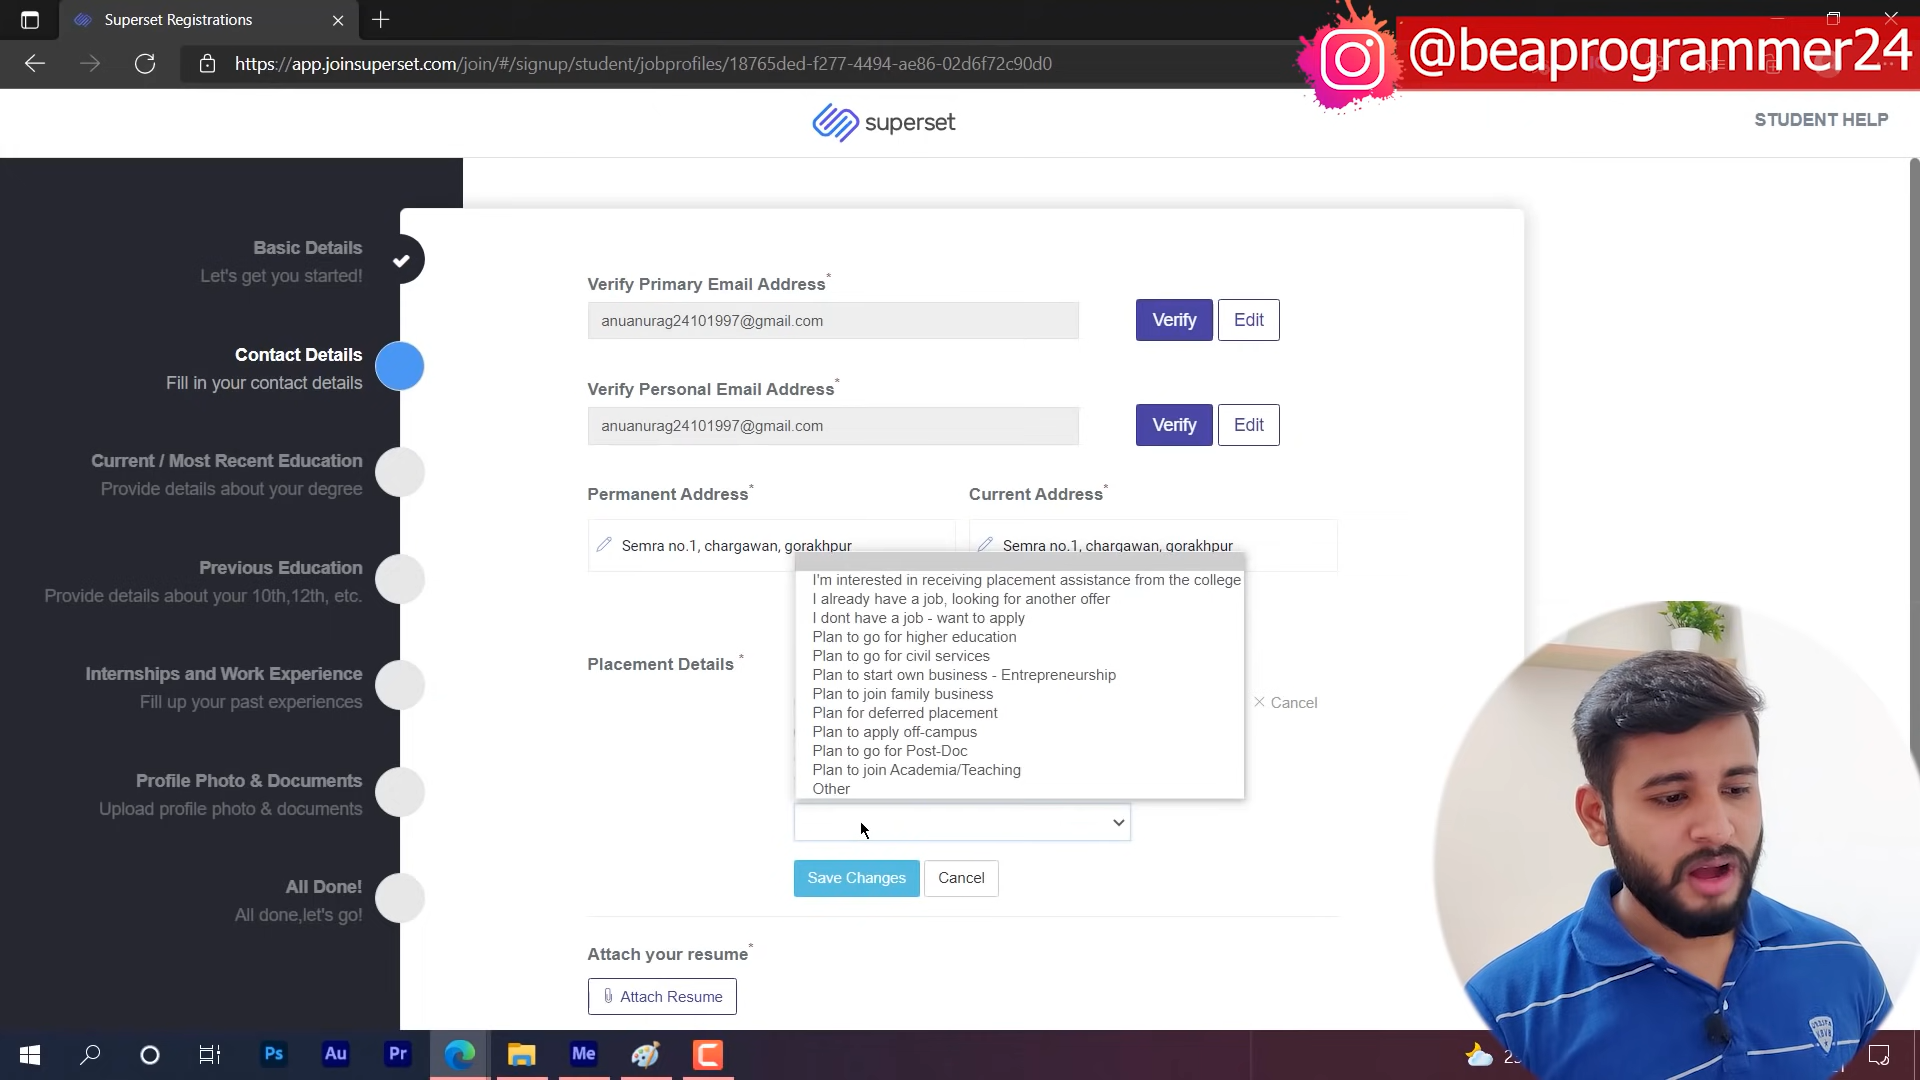 Superset Registrations
@beaprogrammer24
https://app.joinsuperset.com/join/#/signup/student/jobprofiles/18765ded-f277-4494-ae86-02d6f72c90d0
superset
STUDENT HELP
Basic Details
Let's get you started!
Contact Details
Fill in your contact details
Current / Most Recent Education
Provide details about your degree
Previous Education
Provide details about your 10th,12th, etc.
Internships and Work Experience
Fill up your past experiences
Profile Photo & Documents
Upload profile photo & documents
All Done!
All done,let's go!
Verify Primary Email Address*
anuanurag24101997@gmail.com
Verify Edit
Verify Personal Email Address*
anuanurag24101997@gmail.com
Verify Edit
Permanent Address* Current Address*
Semra no.1, chargawan, gorakhpur Semra no.1, chargawan, gorakhpur
I'm interested in receiving placement assistance from the college
I already have a job, looking for another offer
I dont have a job - want to apply
Plan to go for higher education
Plan to go for civil services
Plan to start own business - Entrepreneurship
Plan to join family business
Plan for deferred placement
Plan to apply off-campus
Plan to go for Post-Doc
Plan to join Academia/Teaching
Other
Placement Details *
Cancel
Save Changes Cancel
Attach your resume*
Attach Resume
Ps Au Pr Me